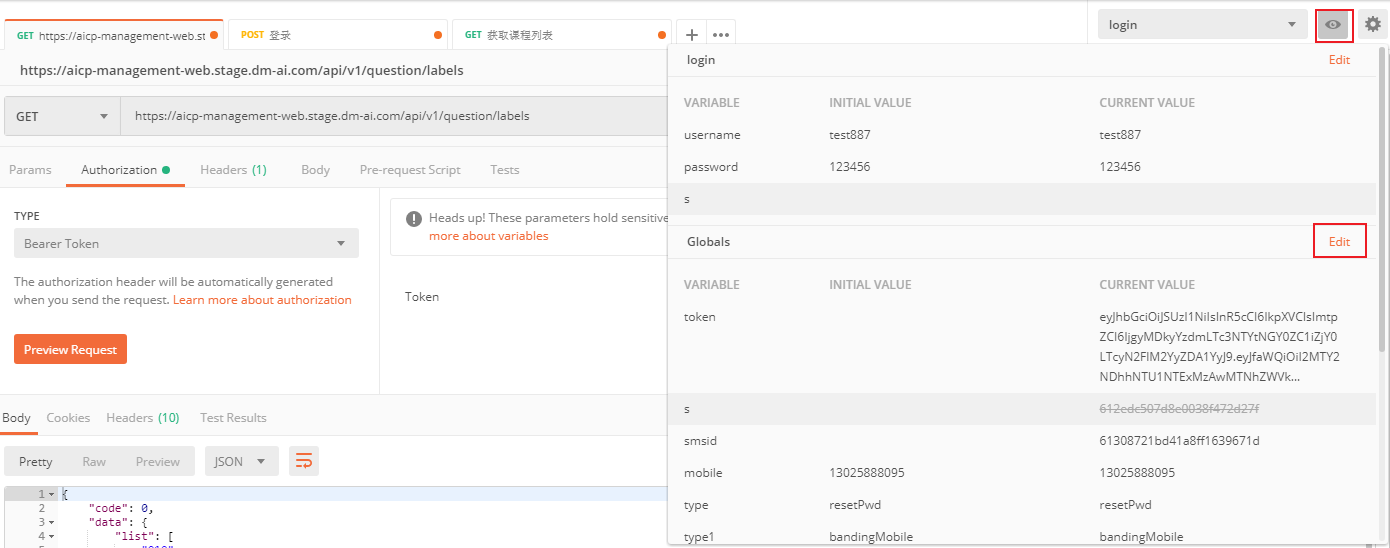 GET https://aicp-management-web.st
POST 登录
GET 获取课程列表
login
https://aicp-management-web.stage.dm-ai.com/api/v1/question/labels
GET https://aicp-management-web.stage.dm-ai.com/api/v1/question/labels
Params Authorization Headers (1) Body Pre-request Script Tests
TYPE
Bearer Token
The authorization header will be automatically generated
when you send the request. Learn more about authorization
Preview Request
Heads up! These parameters hold sensitive
more about variables
Token
Body Cookies Headers (10) Test Results
Pretty Raw Preview JSON
1 {
2 "code": 0,
3 "data": {
4 "list": [
login Edit
VARIABLE INITIAL VALUE CURRENT VALUE
username test887 test887
password 123456 123456
s
Globals Edit
VARIABLE INITIAL VALUE CURRENT VALUE
token eyJhbGciOiJSUzI1NiIsInR5cCI6IkpXVCIsImtp
ZCI6IjgyMDkyYzdmLTc3NTYtNGY0ZC1iZjY0
LTcyN2FlM2YyZDA1YyJ9.eyJfaWQiOiI2MTY2
NDhhNTU1NTExMzAwMTNhZWVk...
s 612edc507d8e0038f472d27f
smsid 61308721bd41a8ff1639671d
mobile 13025888095 13025888095
type resetPwd resetPwd
type1 bandingMobile bandingMobile